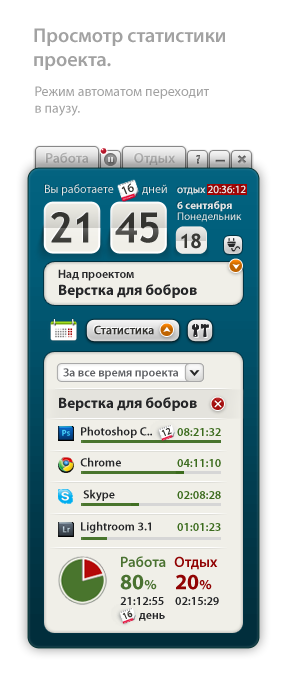 Просмотр статистики
проекта.
Режим автоматом переходит
в паузу.
Работа Отдых ?
Вы работаете 16 дней отдых 20:36:12
21 45 18
6 сентября
Понедельник
Над проектом
Верстка для бобров
Статистика
За все время проекта
Верстка для бобров
Ps Photoshop C.. 12 08:21:32
Chrome 04:11:10
Skype 02:08:28
Lr Lightroom 3.1 01:01:23
Работа Отдых
80% 20%
21:12:55 02:15:29
16 день